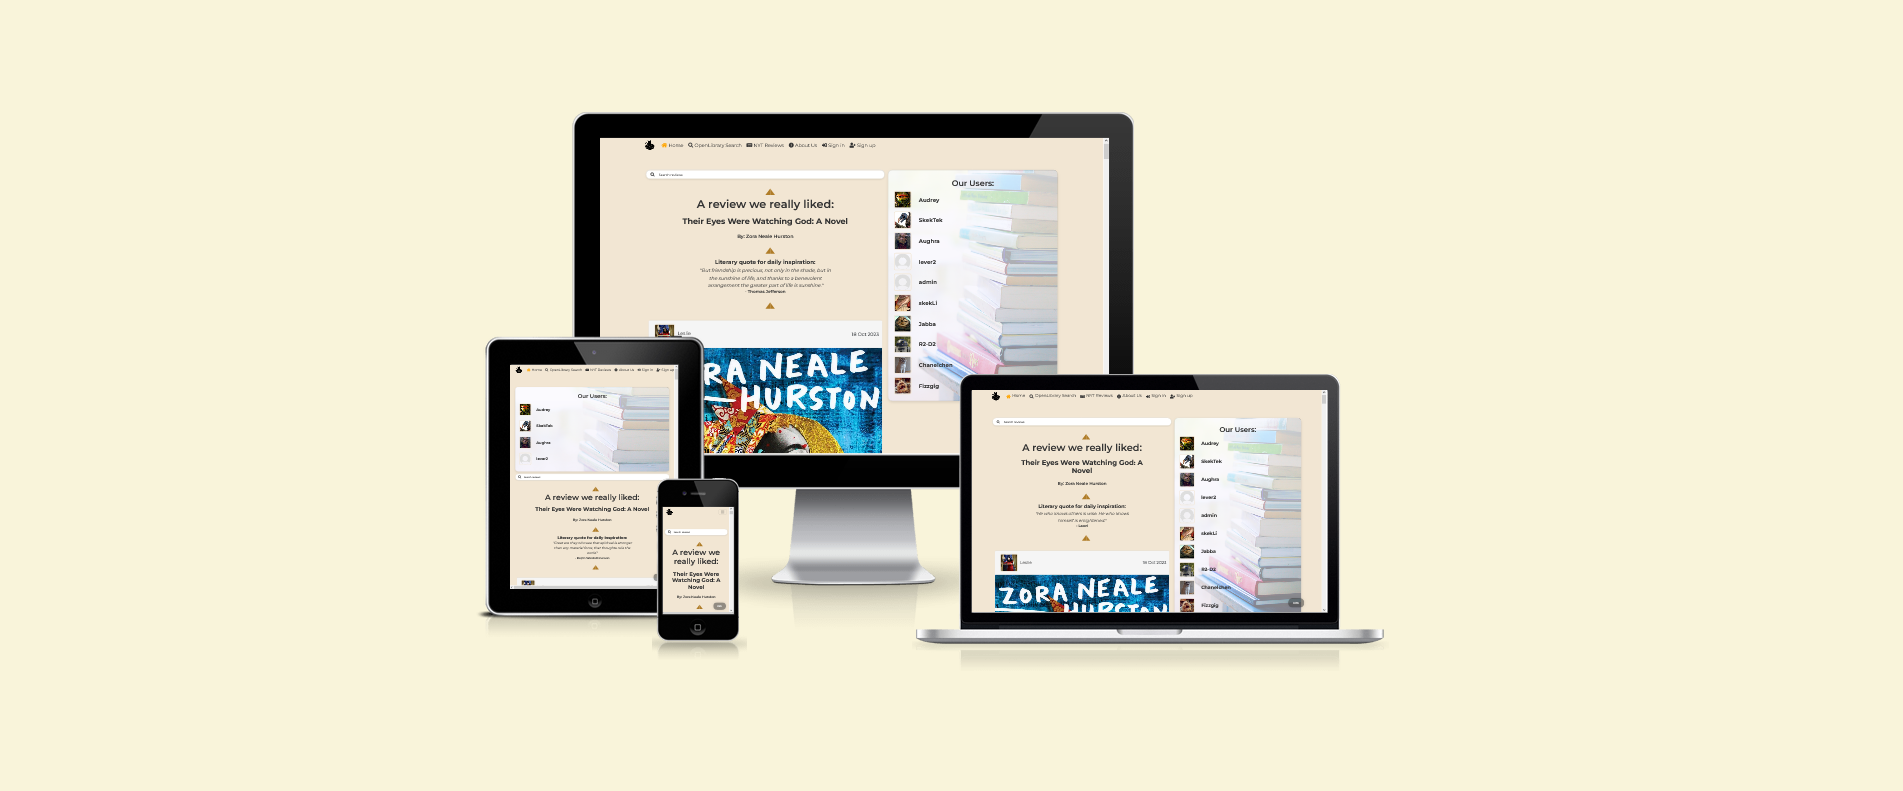 Home OpenLibrary Search NYT Reviews About Us Sign in Sign up
Search reviews
A review we really liked:
Their Eyes Were Watching God: A Novel
By: Zora Neale Hurston
Literary quote for daily inspiration:
"But friendship is precious, not only in the shade, but in
the sunshine of life, and thanks to a benevolent
arrangement the greater part of life is sunshine."
- Thomas Jefferson
Leslie 18 Oct 2023
RA NEALE
HURSTON
Our Users:
Audrey
SkekTek
Aughra
lever2
admin
skekLi
Jabba
R2-D2
Chanelchen
Fizzgig
Home OpenLibrary Search NYT Reviews About Us Sign in Sign up
Our Users:
Audrey
SkekTek
Aughra
lever2
Search reviews
A review we really liked:
Their Eyes Were Watching God: A Novel
By: Zora Neale Hurston
Literary quote for daily inspiration:
Search reviews
A review we
really liked:
Their Eyes Were
Watching God: A
Novel
By: Zora Neale Hurston
Home OpenLibrary Search NYT Reviews About Us Sign in Sign up
Search reviews
A review we really liked:
Their Eyes Were Watching God: A
Novel
By: Zora Neale Hurston
Literary quote for daily inspiration:
"He who knows others is wise. He who knows
himself is enlightened."
Leslie 18 Oct 2023
ZORA NEALE
HURSTON
Our Users:
Audrey
SkekTek
Aughra
lever2
admin
skekLi
Jabba
R2-D2
Chanelchen
Fizzgig